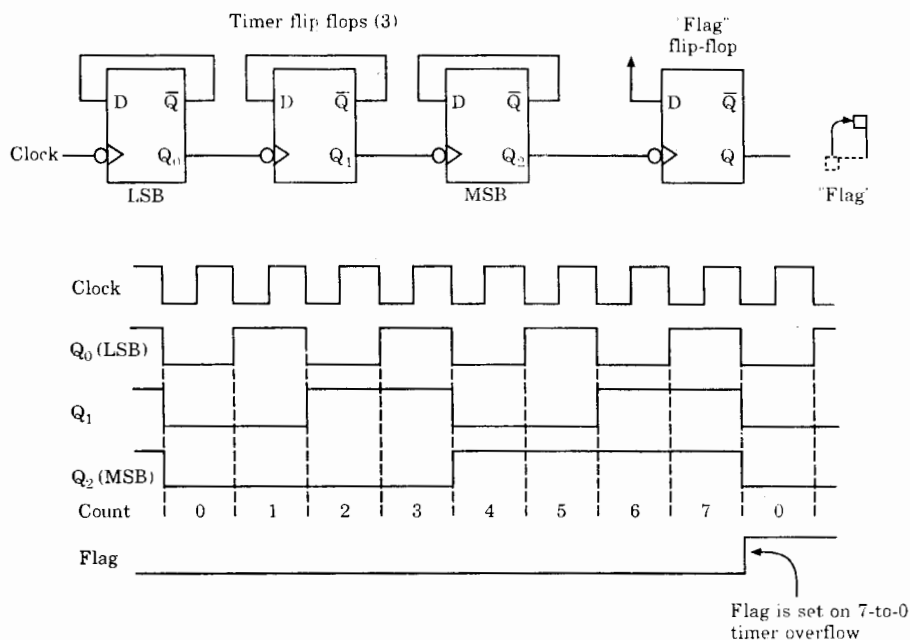 Timer flip flops (3)
"Flag"
flip-flop
D Q̅ D Q̅ D Q̅ D Q̅
Clock Q₀ Q₁ Q₂ Q
LSB MSB "Flag"
Clock
Q₀ (LSB)
Q₁
Q₂ (MSB)
Count 0 1 2 3 4 5 6 7 0
Flag
Flag is set on 7-to-0
timer overflow